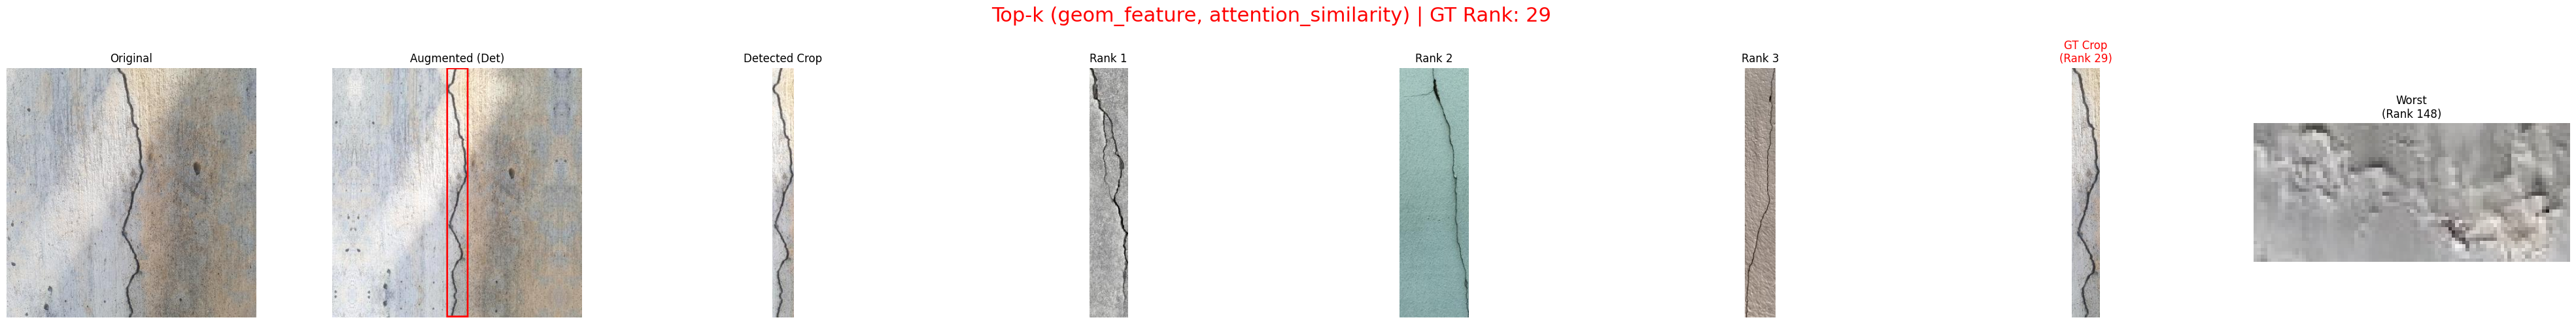 Top-k (geom_feature, attention_similarity) | GT Rank: 29
Original
Augmented (Det)
Detected Crop
Rank 1
Rank 2
Rank 3
GT Crop
(Rank 29)
Worst
(Rank 148)